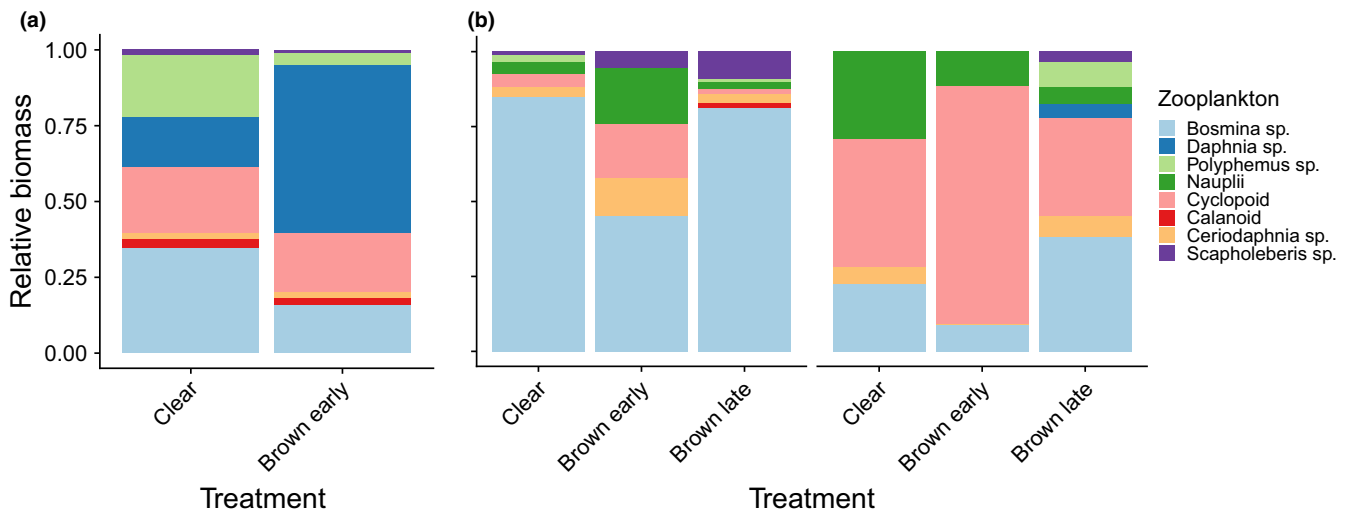 (a)
(b)
Relative biomass
1.00
0.75
0.50
0.25
0.00
Clear
Brown early
Treatment
Clear
Brown early
Brown late
Clear
Brown early
Brown late
Treatment
Zooplankton
Bosmina sp.
Daphnia sp.
Polyphemus sp.
Nauplii
Cyclopoid
Calanoid
Ceriodaphnia sp.
Scapholeberis sp.